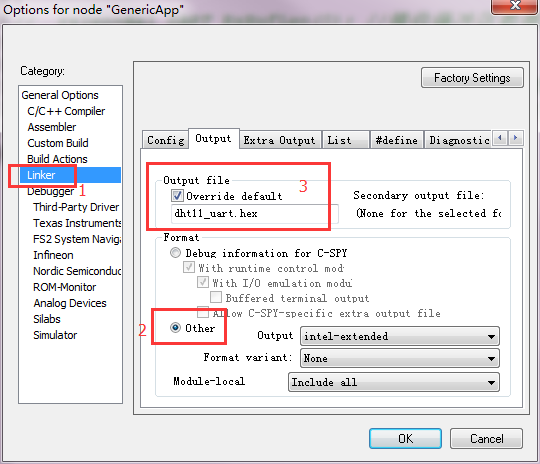 Options for node "GenericApp"
Category:
General Options
C/C++ Compiler
Assembler
Custom Build
Build Actions
Linker
1
Debugger
Third-Party Driver
Texas Instruments
FS2 System Naviga
Infineon
Nordic Semiconduc
ROM-Monitor
Analog Devices
Silabs
Simulator
Factory Settings
Config
Output
Extra Output
List
#define
Diagnostic
3
Output file
Override default
dht11_uart.hex
Secondary output file:
(None for the selected fo
Format
Debug information for C-SPY
With runtime control mod
With I/O emulation modu
Buffered terminal output
Allow C-SPY-specific extra output file
2
Other
Output
intel-extended
Format variant:
None
Module-local
Include all
OK
Cancel